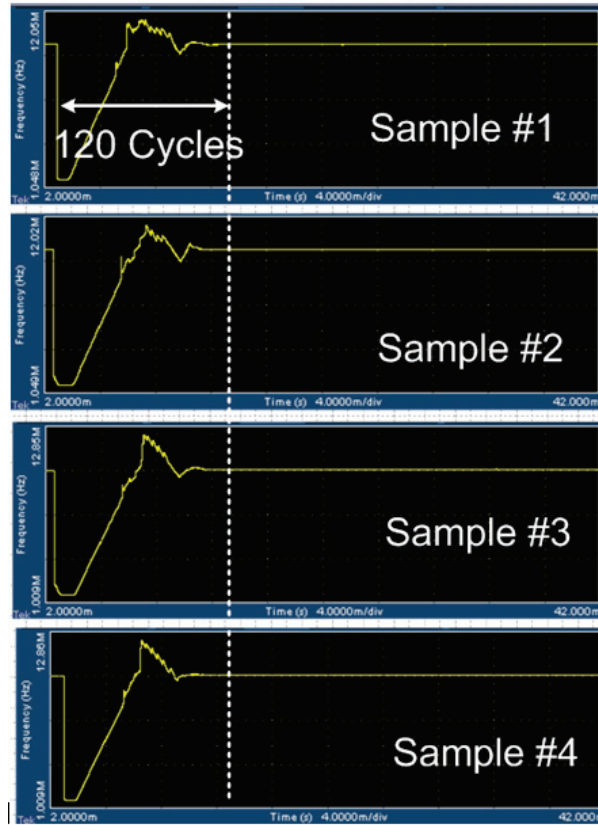 12.05M
Frequency (Hz)
1.048M
120 Cycles
Sample #1
Tek 2.0000m Time (s) 4.0000m/div 42.000m
12.02M
Frequency (Hz)
1.049M
Sample #2
Tek 2.0000m Time (s) 4.0000m/div 42.000m
12.85M
Frequency (Hz)
1.009M
Sample #3
Tek 2.0000m Time (s) 4.0000m/div 42.000m
12.86M
Frequency (Hz)
1.009M
Sample #4
Tek 2.0000m Time (s) 4.0000m/div 42.000m